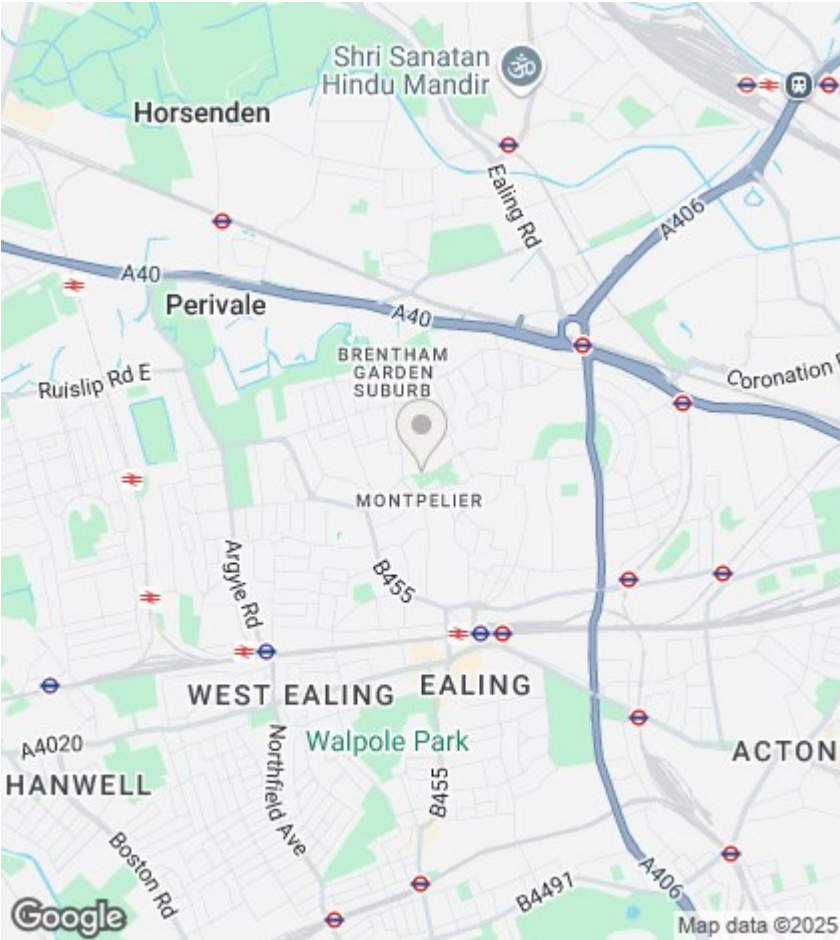 Shri Sanatan
Hindu Mandir
Horsenden
Ealing Rd
A406
A40
Perivale
A40
BRENTHAM
GARDEN
SUBURB
Coronation
Ruislip Rd E
MONTPELIER
Argyle Rd
B455
WEST EALING
EALING
Walpole Park
A4020
ACTON
HANWELL
Northfield Ave
B455
Boston Rd
A406
B4491
Google
Map data ©2025